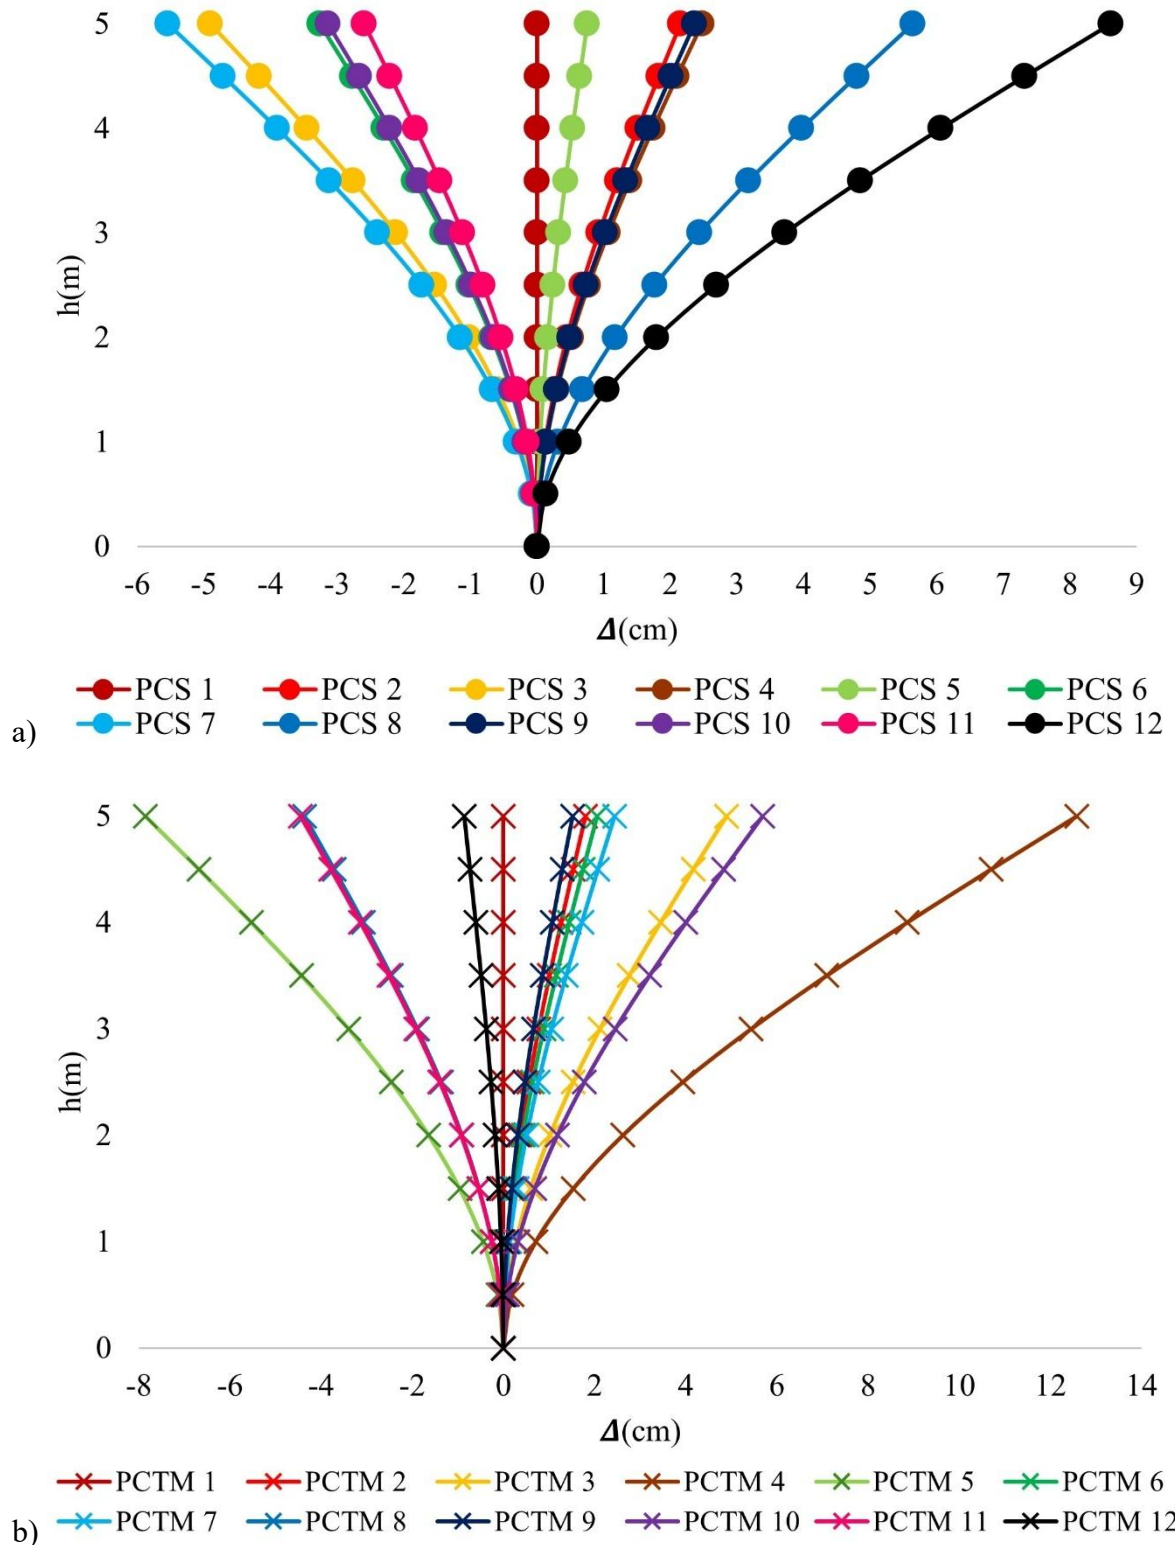 5
4
3
2
1
0
h(m)
-6 -5 -4 -3 -2 -1 0 1 2 3 4 5 6 7 8 9
Δ(cm)
PCS 1 PCS 2 PCS 3 PCS 4 PCS 5 PCS 6
PCS 7 PCS 8 PCS 9 PCS 10 PCS 11 PCS 12
a)
5
4
3
2
1
0
h(m)
-8 -6 -4 -2 0 2 4 6 8 10 12 14
Δ(cm)
PCTM 1 PCTM 2 PCTM 3 PCTM 4 PCTM 5 PCTM 6
PCTM 7 PCTM 8 PCTM 9 PCTM 10 PCTM 11 PCTM 12
b)